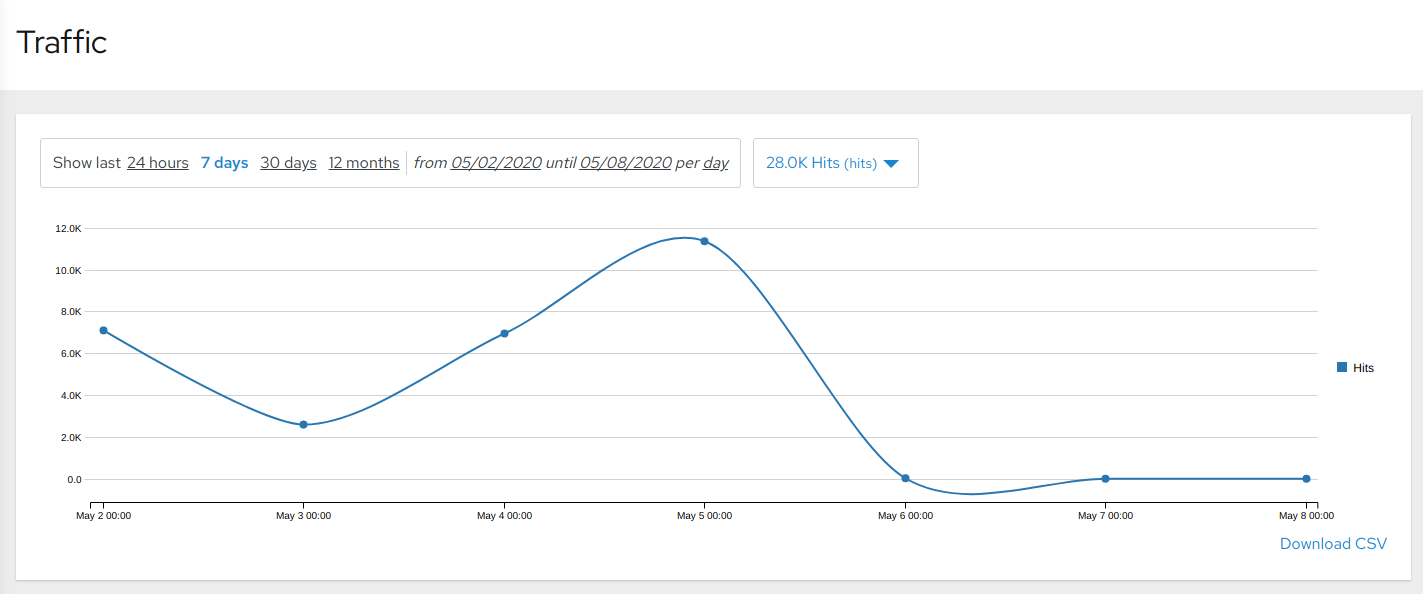 Traffic
Show last 24 hours 7 days 30 days 12 months from 05/02/2020 until 05/08/2020 per day
28.0K Hits (hits)
12.0K
10.0K
8.0K
6.0K
4.0K
2.0K
0.0
Hits
May 2 00:00 May 3 00:00 May 4 00:00 May 5 00:00 May 6 00:00 May 7 00:00 May 8 00:00
Download CSV